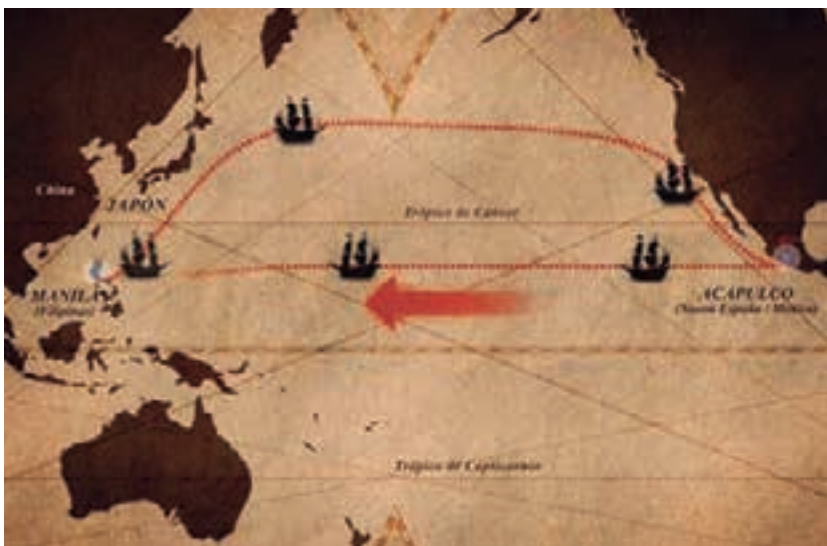 China
JAPÓN
Trópico de Cáncer
MANILA
(Filipinas)
ACAPULCO
(Nueva España / México)
Trópico de Capricornio